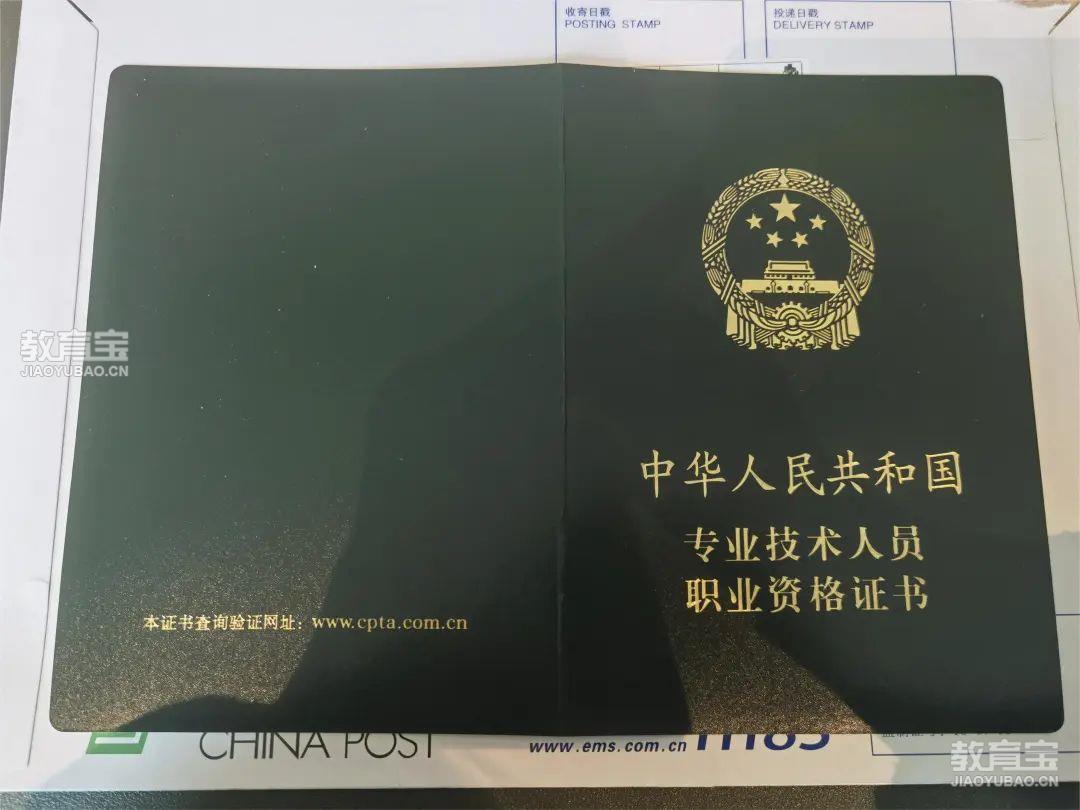 收寄日戳
POSTING STAMP
投递日戳
DELIVERY STAMP
教育宝
JIAOYUBAO.CN
中华人民共和国
专业技术人员
职业资格证书
本证书查询验证网址：www.cpta.com.cn
CHINA POST
www.ems.com.cn
教育宝
JIAOYUBAO.CN